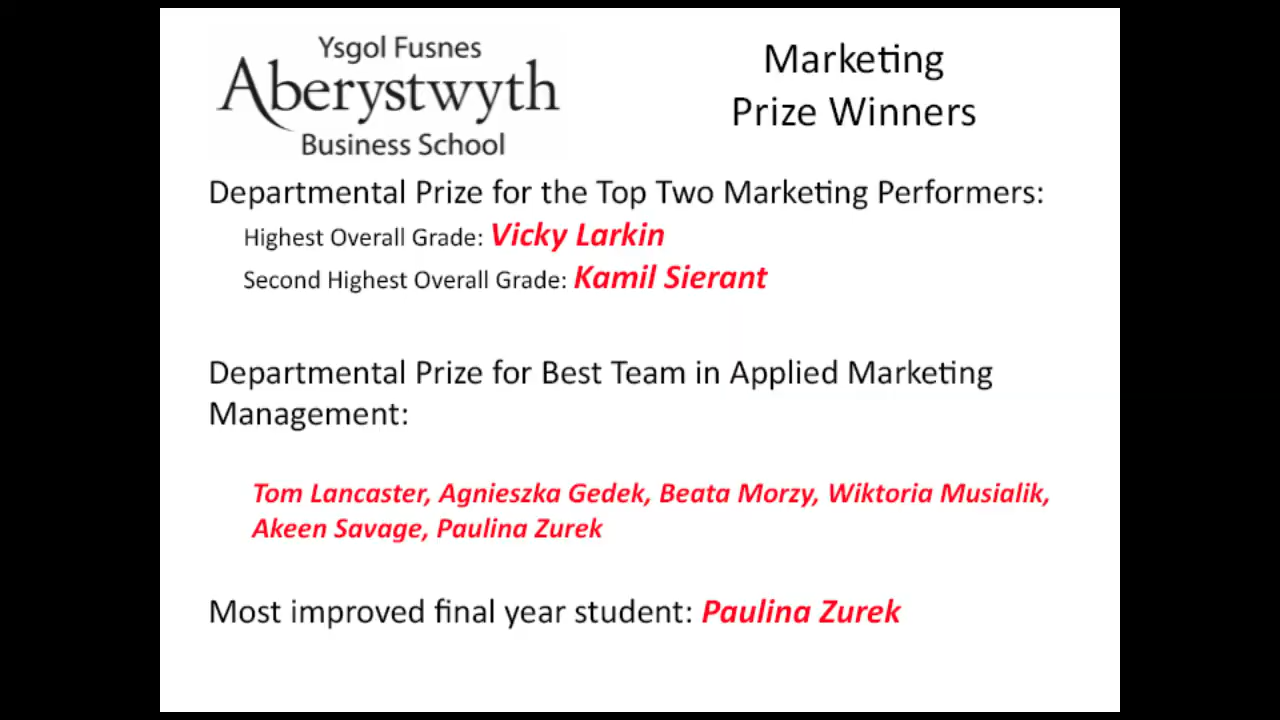 Ysgol Fusnes
Aberystwyth
Business School
Marketing
Prize Winners
Departmental Prize for the Top Two Marketing Performers:
Highest Overall Grade: Vicky Larkin
Second Highest Overall Grade: Kamil Sierant
Departmental Prize for Best Team in Applied Marketing
Management:
Tom Lancaster, Agnieszka Gedek, Beata Morzy, Wiktoria Musialik,
Akeen Savage, Paulina Zurek
Most improved final year student: Paulina Zurek